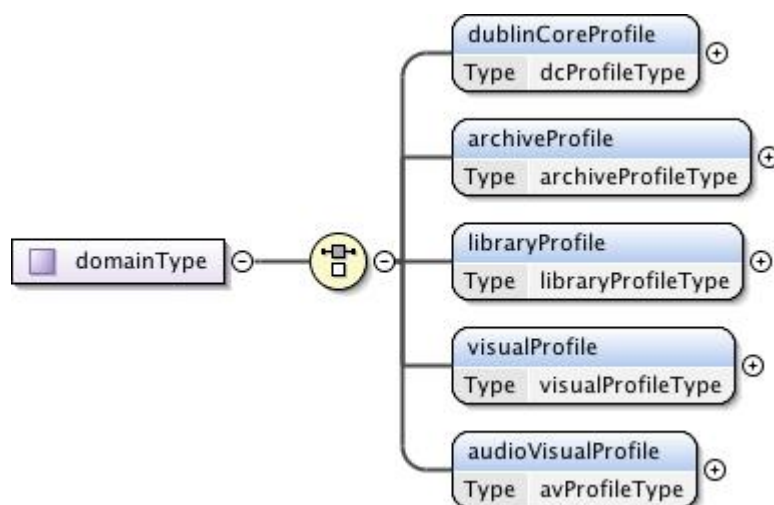 dublinCoreProfile
Type dcProfileType
archiveProfile
Type archiveProfileType
domainType
libraryProfile
Type libraryProfileType
visualProfile
Type visualProfileType
audioVisualProfile
Type avProfileType